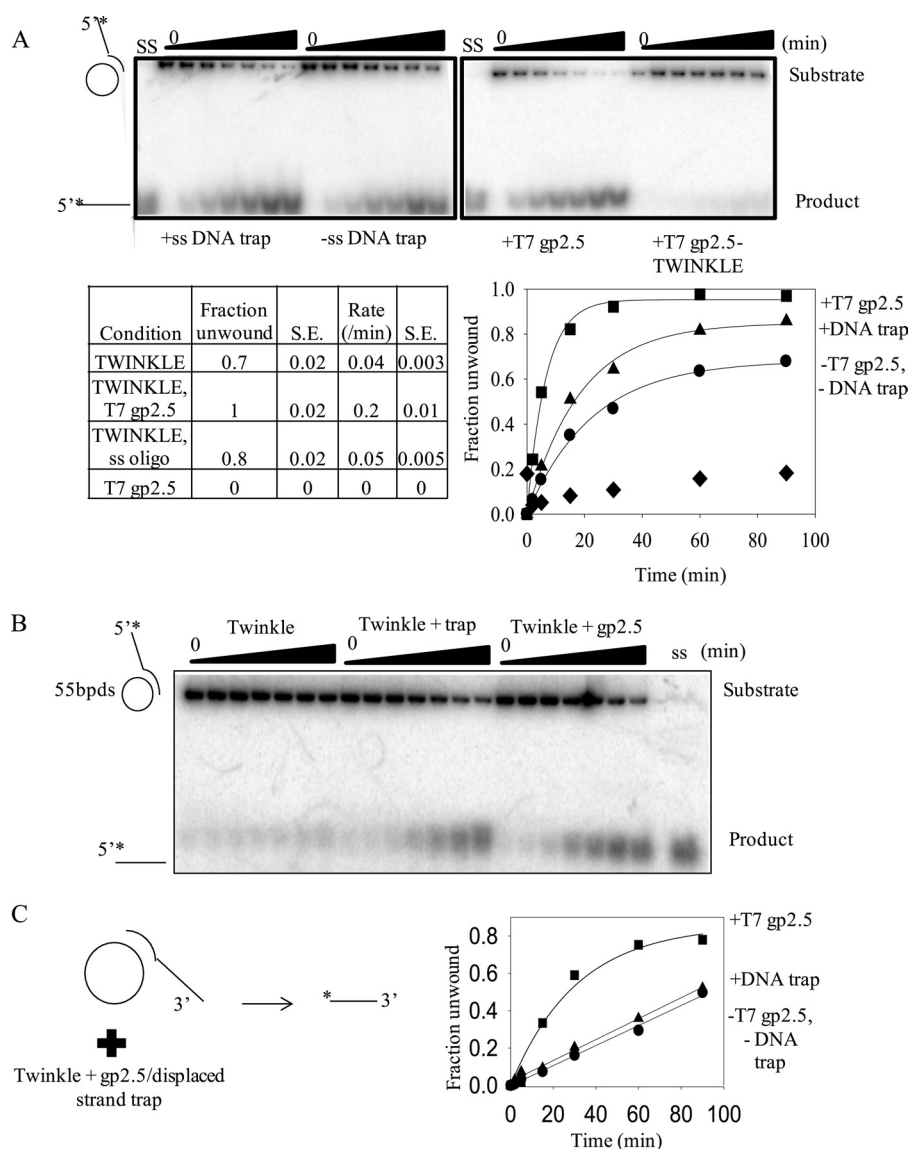 A
5'*
SS 0 0 SS 0 0 (min)
Substrate
5'* Product
+ss DNA trap -ss DNA trap +T7 gp2.5 +T7 gp2.5-
TWINKLE
Condition Fraction unwound S.E. Rate (/min) S.E.
TWINKLE 0.7 0.02 0.04 0.003
TWINKLE, T7 gp2.5 1 0.02 0.2 0.01
TWINKLE, ss oligo 0.8 0.02 0.05 0.005
T7 gp2.5 0 0 0 0
Fraction unwound
1.0
0.8
0.6
0.4
0.2
0.0
0 20 40 60 80 100
Time (min)
+T7 gp2.5
+DNA trap
-T7 gp2.5,
- DNA trap
B
5'*
55bpds
Twinkle Twinkle + trap Twinkle + gp2.5
0 0 0 ss (min)
Substrate
Product
5'*
C
3' * 3'
Twinkle + gp2.5/displaced
strand trap
Fraction unwound
0.8
0.6
0.4
0.2
0.0
0 20 40 60 80 100
Time (min)
+T7 gp2.5
+DNA trap
-T7 gp2.5,
- DNA
trap